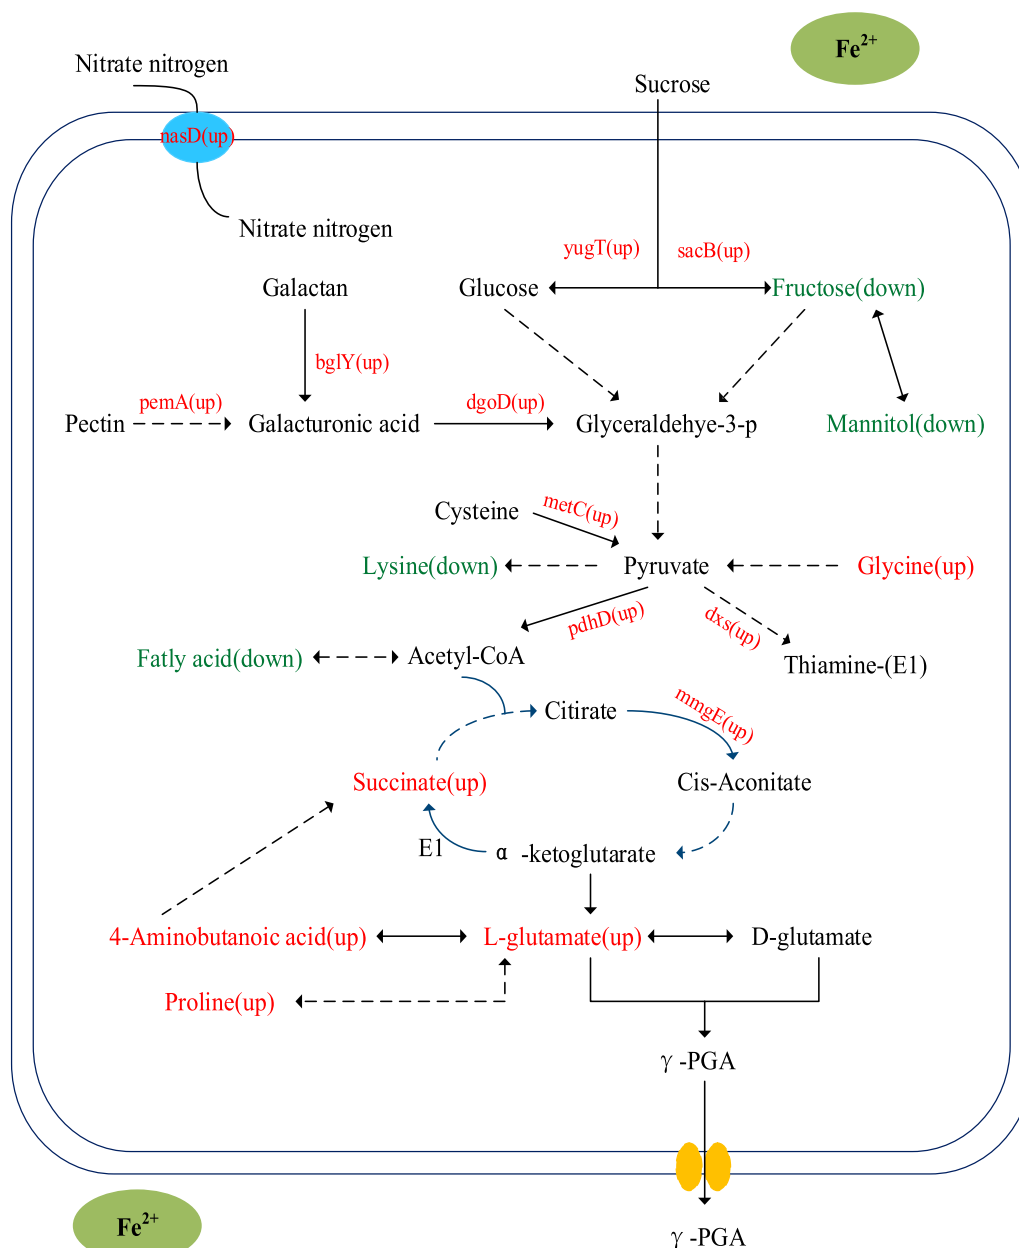 Fe2+
Nitrate nitrogen
Sucrose
nasD(up)
Nitrate nitrogen
yugT(up)
sacB(up)
Galactan
Glucose
Fructose(down)
bglY(up)
pemA(up)
dgoD(up)
Pectin
Galacturonic acid
Glyceraldehye-3-p
Mannitol(down)
Cysteine
metC(up)
Lysine(down)
Pyruvate
Glycine(up)
pdhD(up)
dxs(up)
Fatly acid(down)
Acetyl-CoA
Thiamine-(E1)
Citirate
mmgE(up)
Succinate(up)
Cis-Aconitate
E1
α -ketoglutarate
4-Aminobutanoic acid(up)
L-glutamate(up)
D-glutamate
Proline(up)
γ -PGA
Fe2+
γ -PGA